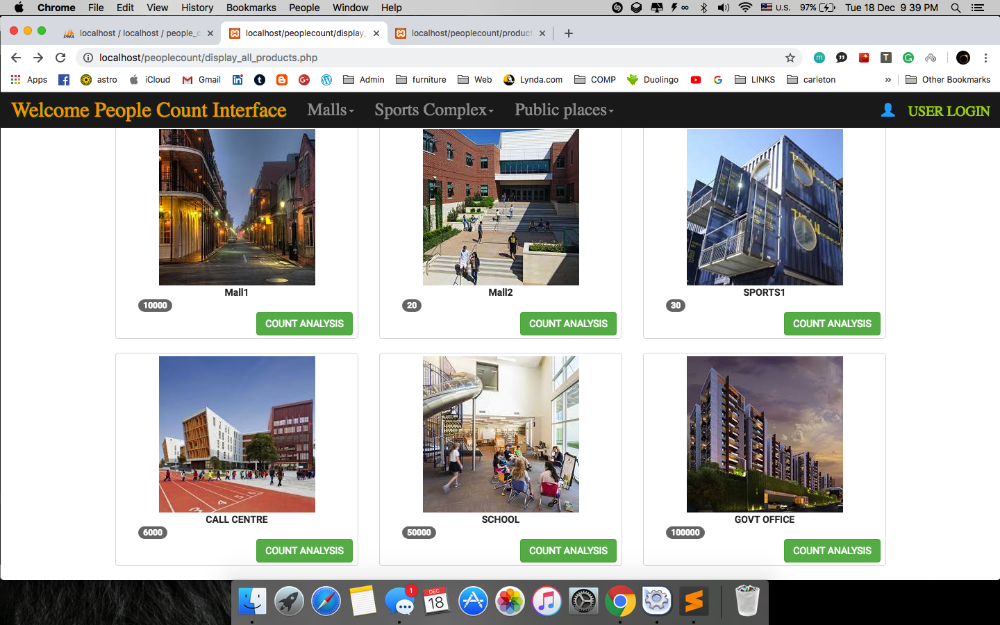 Chrome File Edit View History Bookmarks People Window Help U.S. 97% Tue 18 Dec 9 39 PM
localhost / localhost / people_c localhost/peoplecount/display_ localhost/peoplecount/product
localhost/peoplecount/display_all_products.php
Apps astro iCloud Gmail Admin furniture Web Lynda.com COMP Duolingo LINKS carleton » Other Bookmarks
Welcome People Count Interface Malls Sports Complex Public places USER LOGIN
Mall1 Mall2 SPORTS1
10000 20 30
COUNT ANALYSIS COUNT ANALYSIS COUNT ANALYSIS
CALL CENTRE SCHOOL GOVT OFFICE
6000 50000 100000
COUNT ANALYSIS COUNT ANALYSIS COUNT ANALYSIS
1
DEC
18